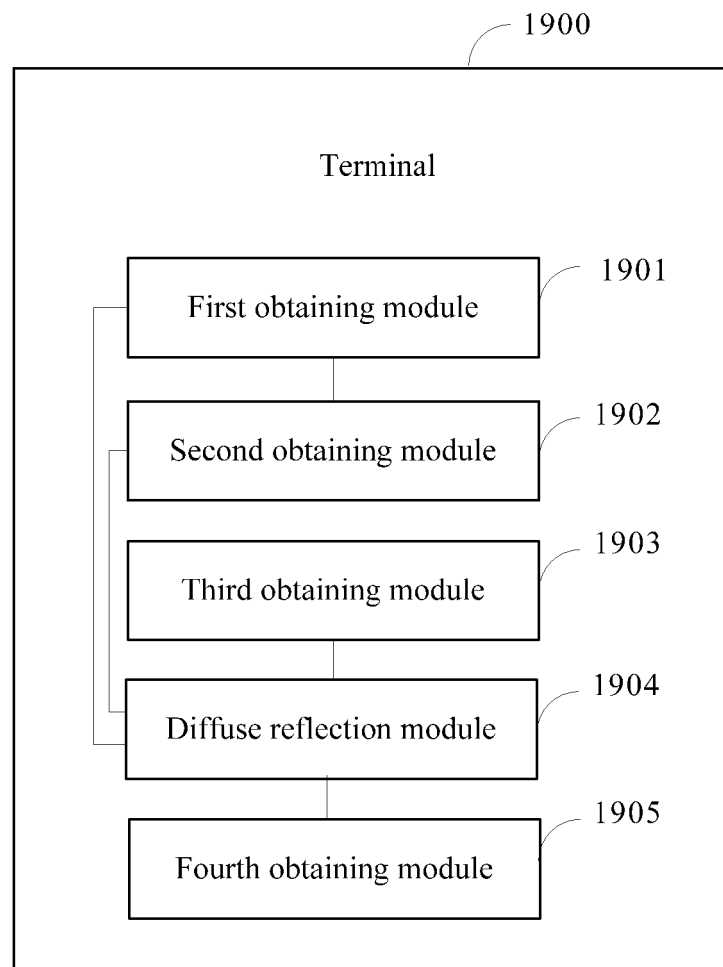 1900
Terminal
1901
First obtaining module
1902
Second obtaining module
1903
Third obtaining module
1904
Diffuse reflection module
1905
Fourth obtaining module